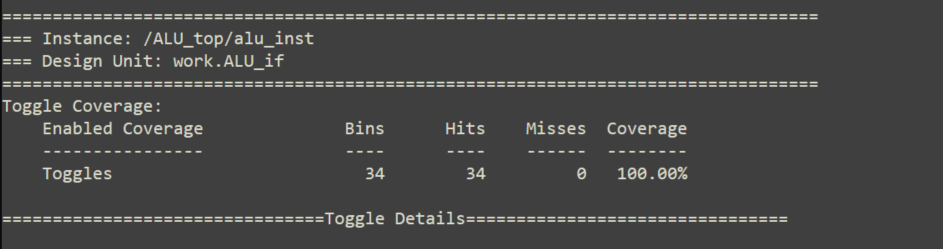 =================================================================================
=== Instance: /ALU_top/alu_inst
=== Design Unit: work.ALU_if
=================================================================================
Toggle Coverage:
    Enabled Coverage              Bins      Hits    Misses  Coverage
    ----------------              ----      ----    ------  --------
    Toggles                         34        34         0   100.00%

================================Toggle Details================================